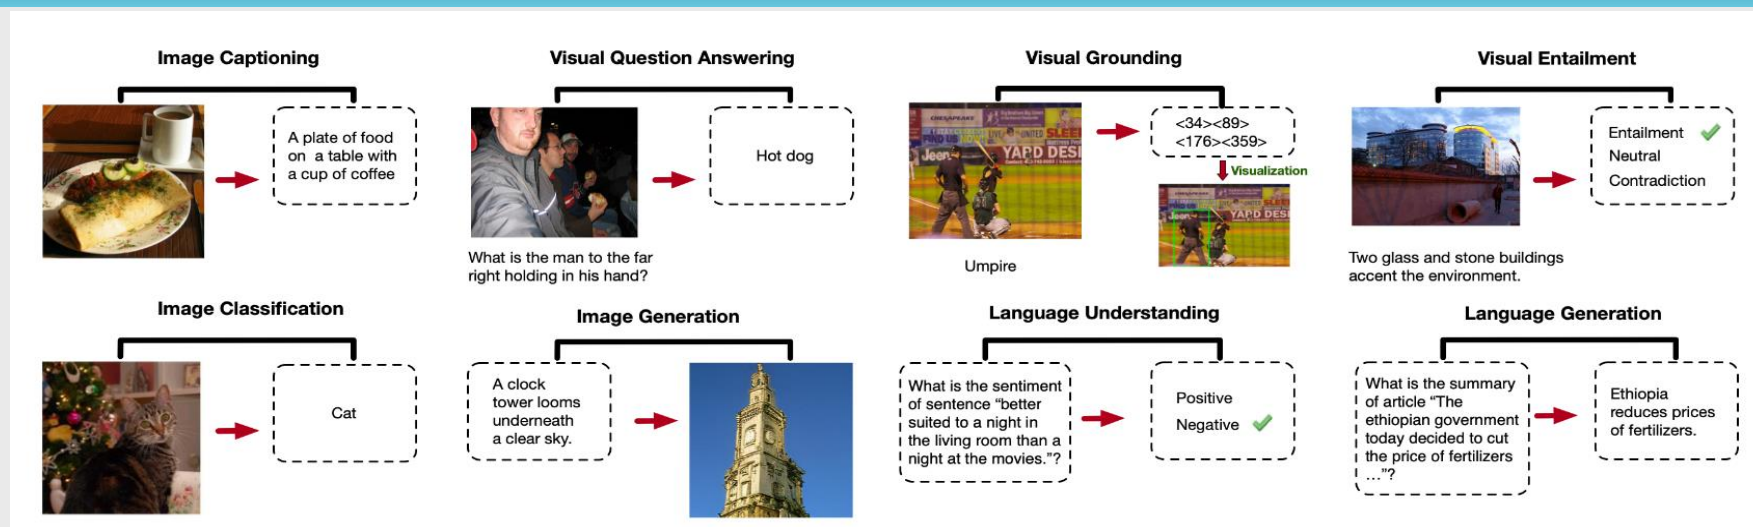 Image Captioning
A plate of food
on a table with
a cup of coffee
Visual Question Answering
Hot dog
What is the man to the far
right holding in his hand?
Visual Grounding
CHESAPEAKE
Jeep
YARD DESI
<34><89>
<176><359>
Visualization
Umpire
Visual Entailment
Entailment
Neutral
Contradiction
Two glass and stone buildings
accent the environment.
Image Classification
Cat
Image Generation
A clock
tower looms
underneath
a clear sky.
Language Understanding
What is the sentiment
of sentence “better
suited to a night in
the living room than a
night at the movies.”?
Positive
Negative
Language Generation
What is the summary
of article “The
ethiopian government
today decided to cut
the price of fertilizers
...”?
Ethiopia
reduces prices
of fertilizers.